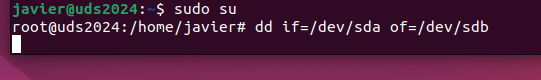 javier@uds2024:~$ sudo su
root@uds2024:/home/javier# dd if=/dev/sda of=/dev/sdb